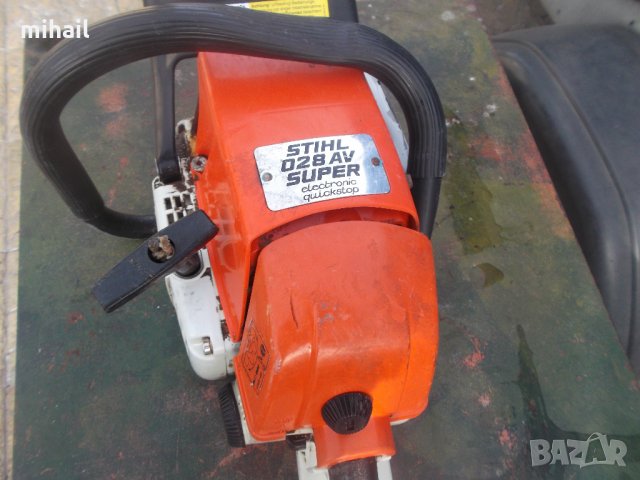 mihail
STIHL
028 AV
SUPER
electronic
quickstop
BAZAR